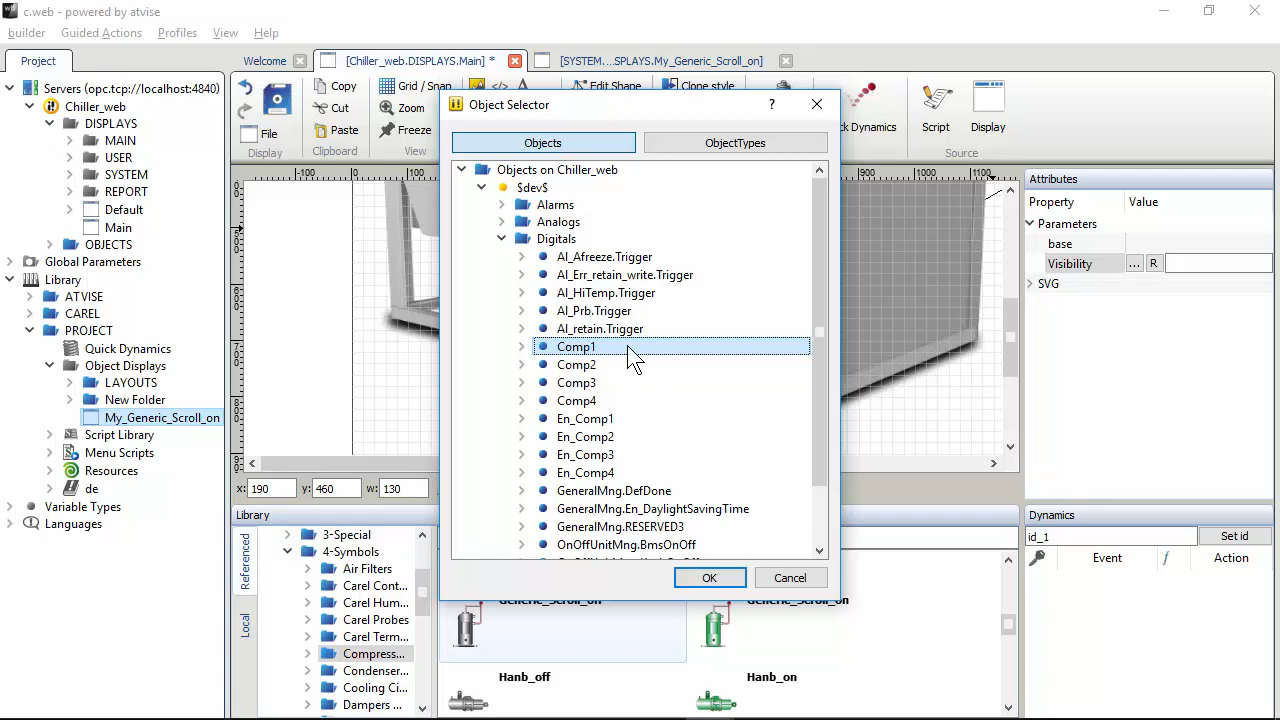 c.web - powered by atvise
builder Guided Actions Profiles View Help
Project
Welcome
[Chiller_web.DISPLAYS.Main] *
[SYSTEM....SPLAYS.My_Generic_Scroll_on]
Servers (opc.tcp://localhost:4840)
Chiller_web
DISPLAYS
MAIN
USER
SYSTEM
REPORT
Default
Main
OBJECTS
Global Parameters
Library
ATVISE
CAREL
PROJECT
Quick Dynamics
Object Displays
LAYOUTS
New Folder
My_Generic_Scroll_on
Script Library
Menu Scripts
Resources
de
Variable Types
Languages
File
Display
Copy
Cut
Paste
Clipboard
Grid / Snap
Zoom
Freeze
View
Edit Shape
Clone style
Dynamics
Script
Display
Source
-100 0 100
900 1000 1100
x: 190 y: 460 w: 130
Object Selector
Objects
ObjectTypes
Objects on Chiller_web
$dev$
Alarms
Analogs
Digitals
Al_Afreeze.Trigger
Al_Err_retain_write.Trigger
Al_HiTemp.Trigger
Al_Prb.Trigger
Al_retain.Trigger
Comp1
Comp2
Comp3
Comp4
En_Comp1
En_Comp2
En_Comp3
En_Comp4
GeneralMng.DefDone
GeneralMng.En_DaylightSavingTime
GeneralMng.RESERVED3
OnOffUnitMng.BmsOnOff
OK
Cancel
Attributes
Property Value
Parameters
base
Visibility ... R
SVG
Library
Referenced
Local
3-Special
4-Symbols
Air Filters
Carel Cont...
Carel Hum...
Carel Probes
Carel Term...
Compress...
Condenser...
Cooling Ci...
Dampers ...
Generic_Scroll_off
Generic_Scroll_on
Hanb_off
Hanb_on
Dynamics
id_1 Set id
Event Action